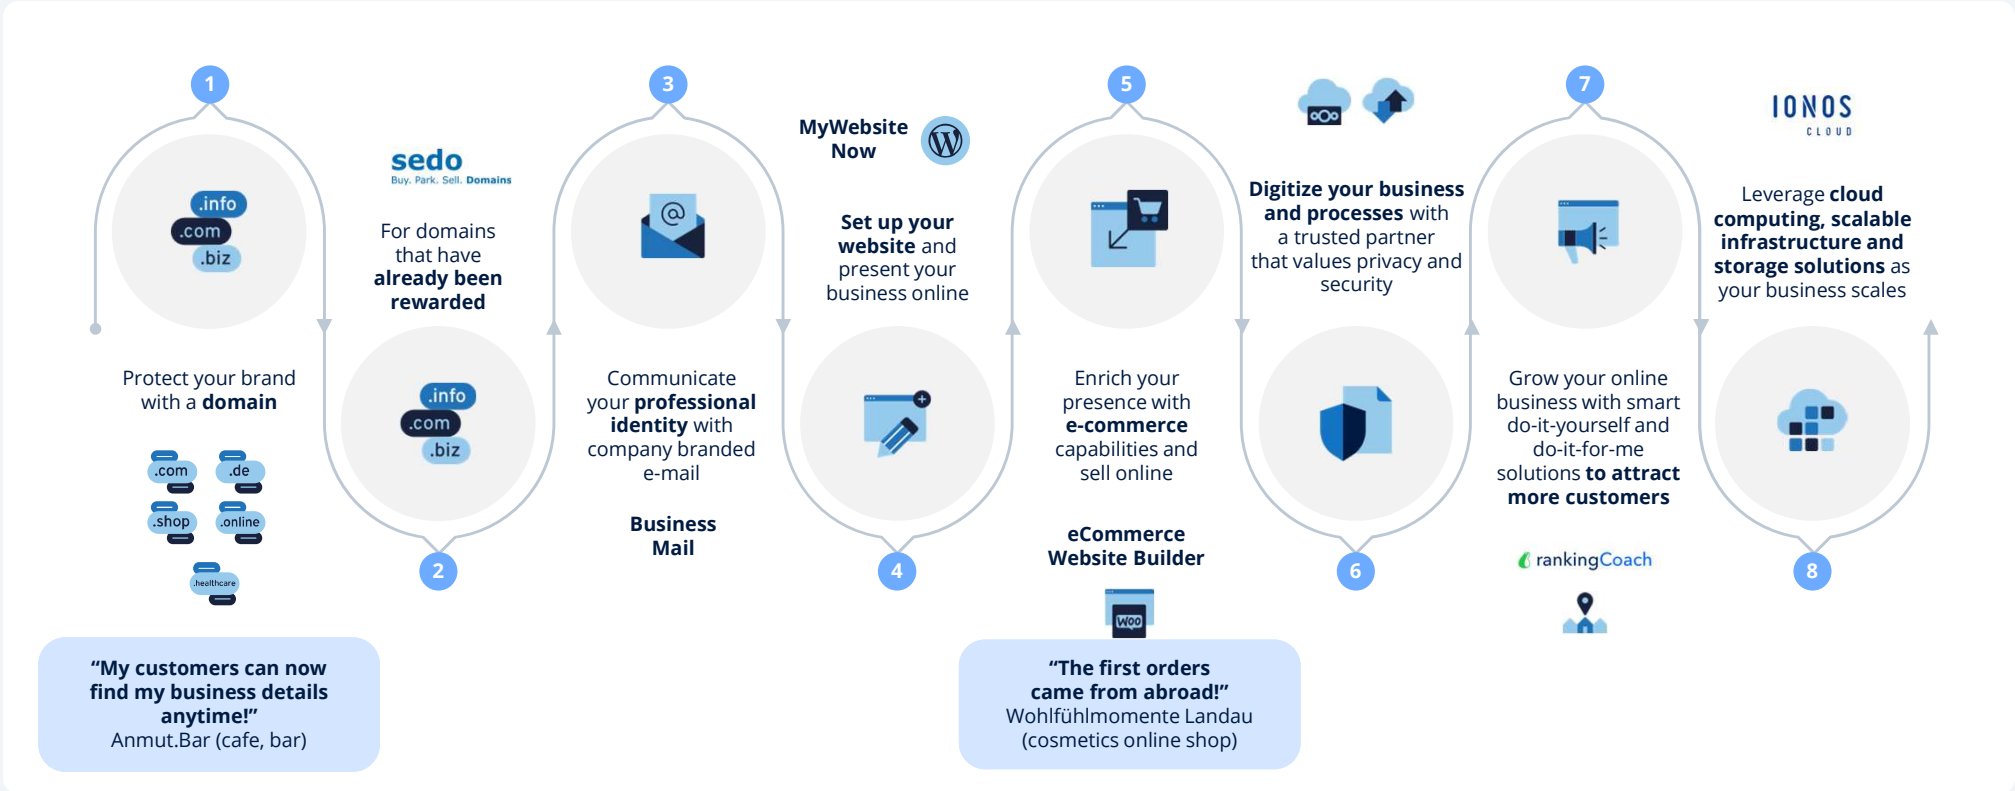 1
.info
.com
.biz
Protect your brand
with a domain
.com
.de
.shop
.online
.healthcare
“My customers can now
find my business details
anytime!”
Anmut.Bar (cafe, bar)
sedo
Buy. Park. Sell. Domains
For domains
that have
already been
rewarded
.info
.com
.biz
2
3
@
Communicate
your professional
identity with
company branded
e-mail
Business
Mail
MyWebsite
Now
W
Set up your
website and
present your
business online
4
5
Enrich your
presence with
e-commerce
capabilities and
sell online
eCommerce
Website Builder
Woo
“The first orders
came from abroad!”
Wohlfühlmomente Landau
(cosmetics online shop)
Digitize your business
and processes with
a trusted partner
that values privacy and
security
6
7
Grow your online
business with smart
do-it-yourself and
do-it-for-me
solutions to attract
more customers
rankingCoach
IONOS
CLOUD
Leverage cloud
computing, scalable
infrastructure and
storage solutions as
your business scales
8